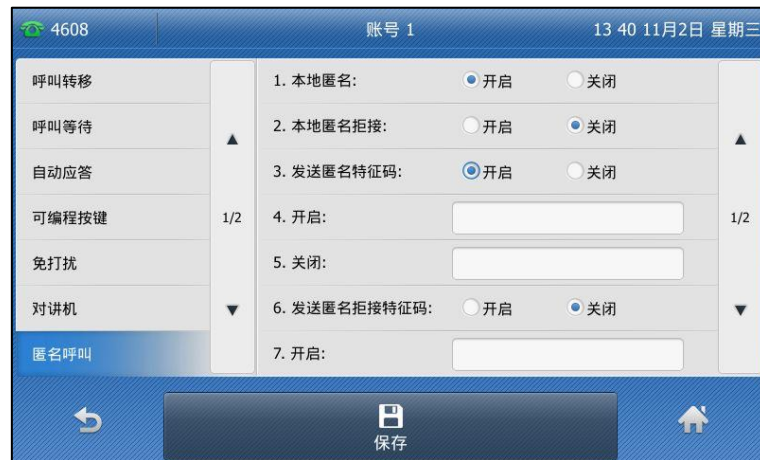 4608 账号 1 13 40 11月2日 星期三
呼叫转移
呼叫等待
自动应答
可编程按键
免打扰
对讲机
匿名呼叫
1/2
1. 本地匿名: 开启 关闭
2. 本地匿名拒接: 开启 关闭
3. 发送匿名特征码: 开启 关闭
4. 开启:
5. 关闭:
6. 发送匿名拒接特征码: 开启 关闭
7. 开启:
1/2
保存